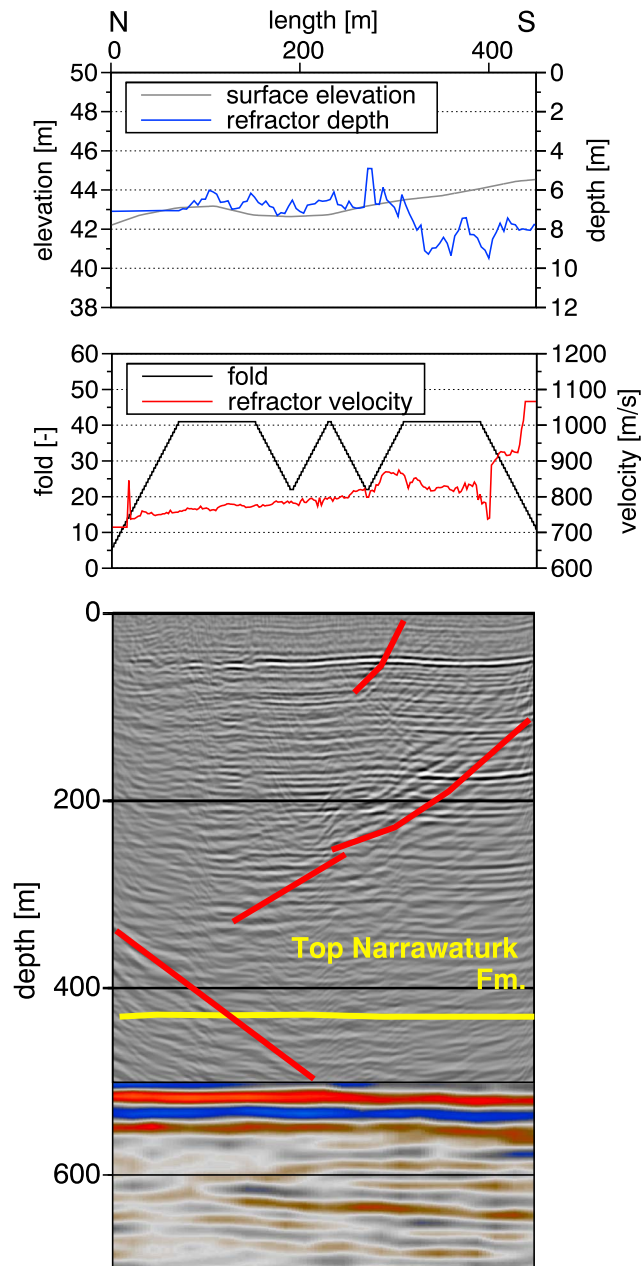 N length [m] S
0 200 400
50 0
surface elevation
48 2
refractor depth
46 4
elevation [m] depth [m]
44 6
42 8
40 10
38 12
60 1200
fold
50 1100
refractor velocity
40 1000
fold [-] velocity [m/s]
30 900
20 800
10 700
0 600
0
200
depth [m]
Top Narrawaturk
Fm.
400
600